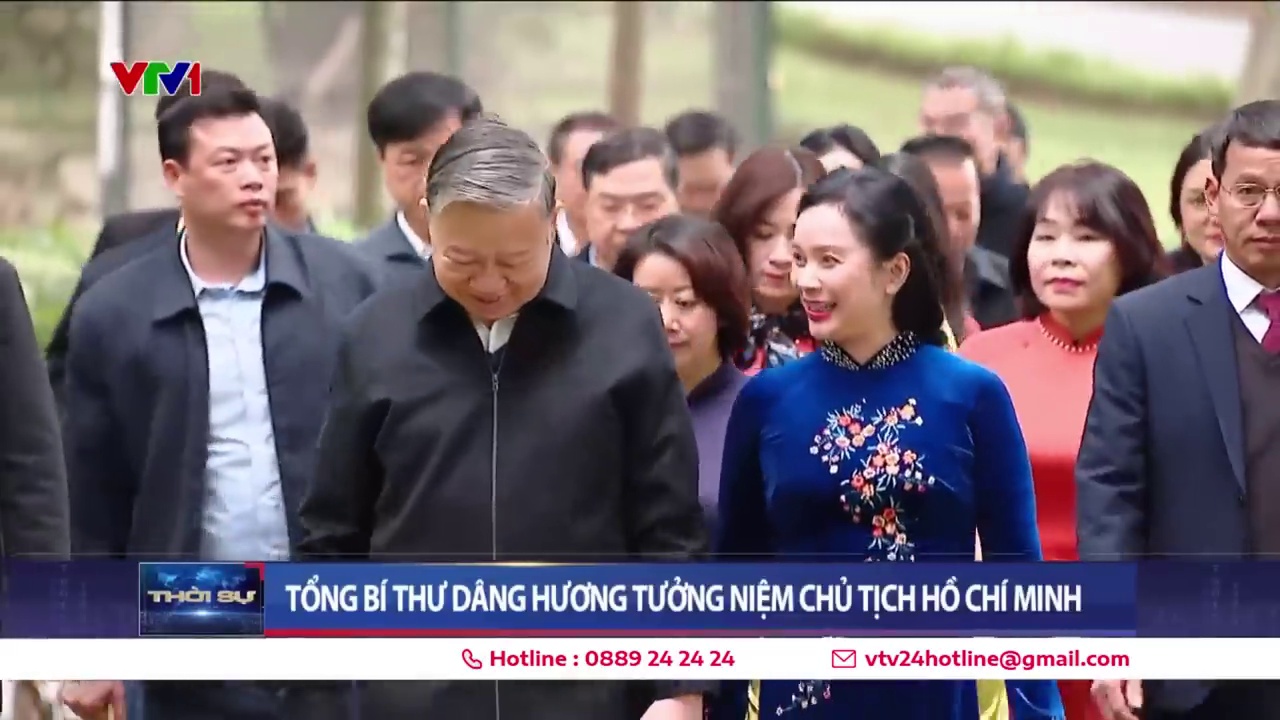 VTV1
THỜI SỰ
TỔNG BÍ THƯ DÂNG HƯƠNG TƯỞNG NIỆM CHỦ TỊCH HỒ CHÍ MINH
Hotline : 0889 24 24 24
vtv24hotline@gmail.com